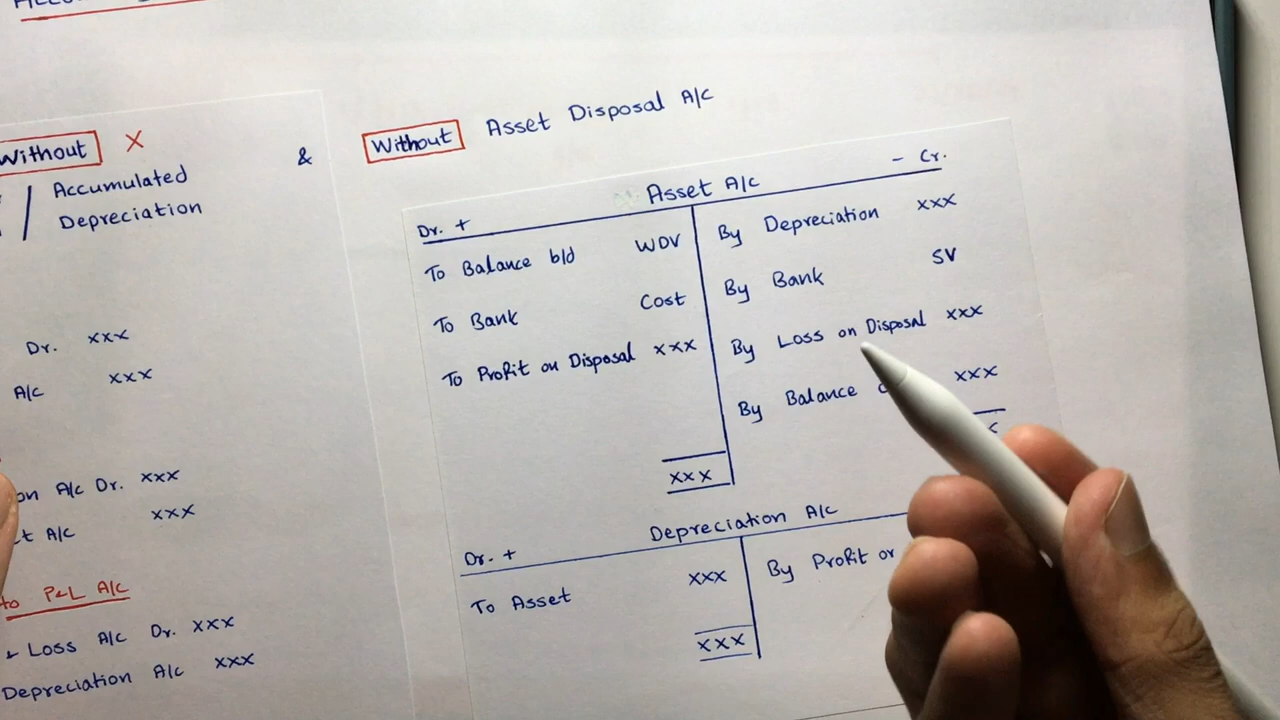 Without X
&
Accumulated
Depreciation
Dr. xxx
A/c xxx
A/c Dr. xxx
A/c xxx
to P&L A/c
Loss A/c Dr. xxx
Depreciation A/c xxx
Without Asset Disposal A/c
Asset A/c
Dr. + - Cr.
To Balance b/d WDV By Depreciation xxx
To Bank Cost By Bank SV
To Profit on Disposal xxx By Loss on Disposal xxx
By Balance xxx
xxx
Depreciation A/c
Dr. +
To Asset xxx By Profit or
xxx